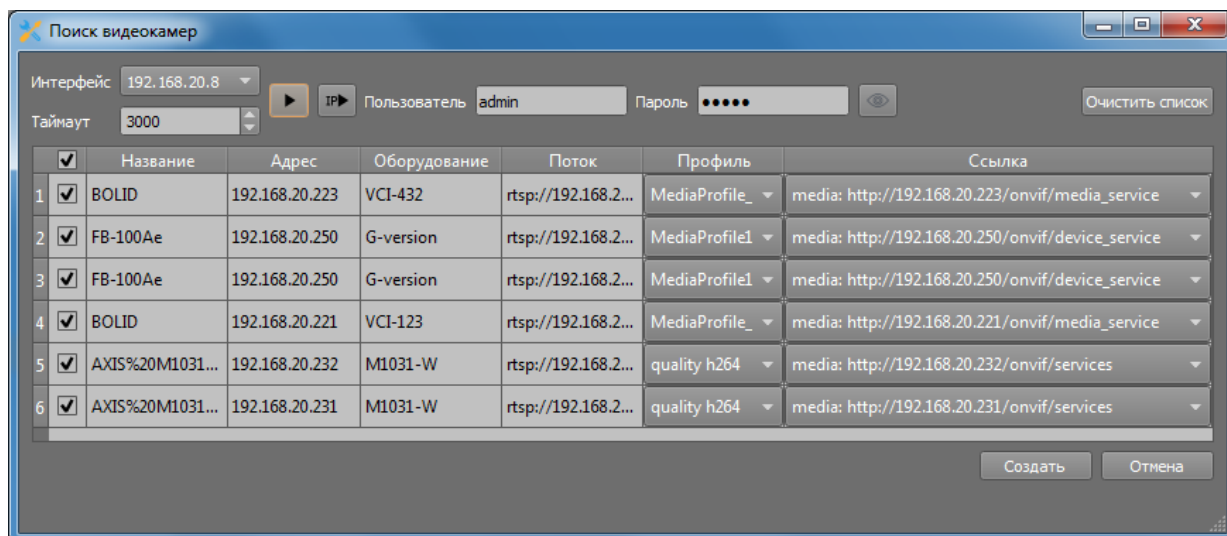 Поиск видеокамер
Интерфейс 192.168.20.8
IP Пользователь admin Пароль ●●●●● Очистить список
Таймаут 3000
Название Адрес Оборудование Поток Профиль Ссылка
1 BOLID 192.168.20.223 VCI-432 rtsp://192.168.2... MediaProfile_ media: http://192.168.20.223/onvif/media_service
2 FB-100Ae 192.168.20.250 G-version rtsp://192.168.2... MediaProfile1 media: http://192.168.20.250/onvif/device_service
3 FB-100Ae 192.168.20.250 G-version rtsp://192.168.2... MediaProfile1 media: http://192.168.20.250/onvif/device_service
4 BOLID 192.168.20.221 VCI-123 rtsp://192.168.2... MediaProfile_ media: http://192.168.20.221/onvif/media_service
5 AXIS%20M1031... 192.168.20.232 M1031-W rtsp://192.168.2... quality h264 media: http://192.168.20.232/onvif/services
6 AXIS%20M1031... 192.168.20.231 M1031-W rtsp://192.168.2... quality h264 media: http://192.168.20.231/onvif/services
Создать Отмена